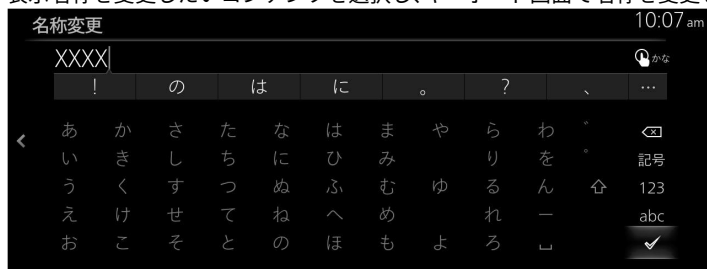 名称変更 10:07 am
XXXX かな
! の は に 。 ? 、 …
あ か さ た な は ま や ら わ ゛ 
い き し ち に ひ み り を ゜ 記号
う く す つ ぬ ふ む ゆ る ん 123
え け せ て ね へ め れ ー abc
お こ そ と の ほ も よ ろ